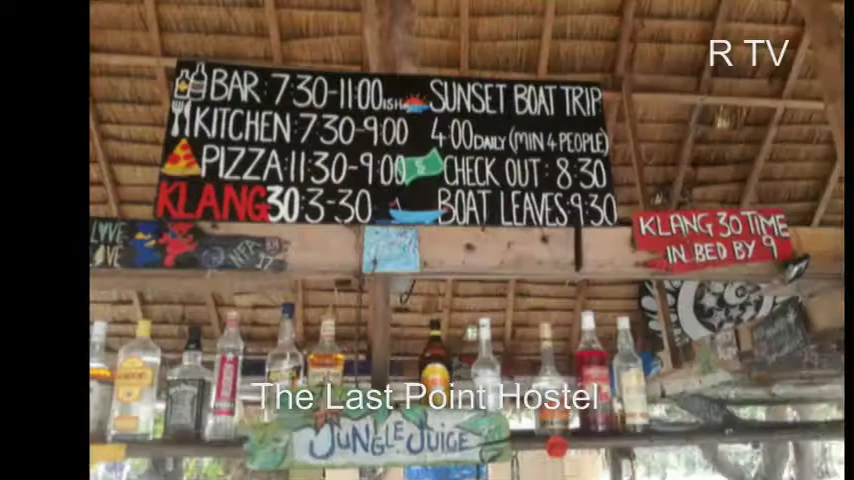 R TV
BAR:7:30-11:00ISH
KITCHEN:7:30-9:00
PIZZA:11:30-9:00
KLANG30:3-30
SUNSET BOAT TRIP
4:00 DAILY (MIN 4 PEOPLE)
CHECK OUT:8:30
BOAT LEAVES:9:30
KLANG 30 TIME
IN BED BY 9
The Last Point Hostel
JUNGLE JUICE